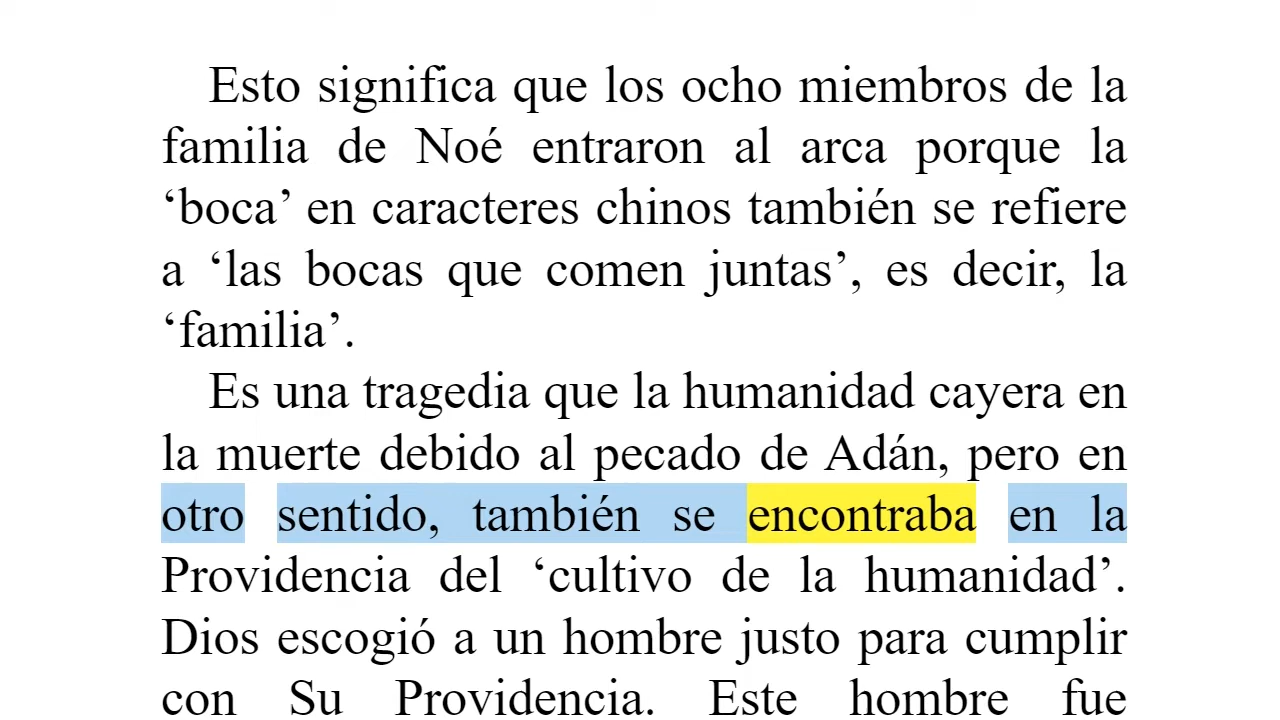 Esto significa que los ocho miembros de la
familia de Noé entraron al arca porque la
‘boca’ en caracteres chinos también se refiere
a ‘las bocas que comen juntas’, es decir, la
‘familia’.
Es una tragedia que la humanidad cayera en
la muerte debido al pecado de Adán, pero en
otro sentido, también se encontraba en la
Providencia del ‘cultivo de la humanidad’.
Dios escogió a un hombre justo para cumplir
con Su Providencia. Este hombre fue